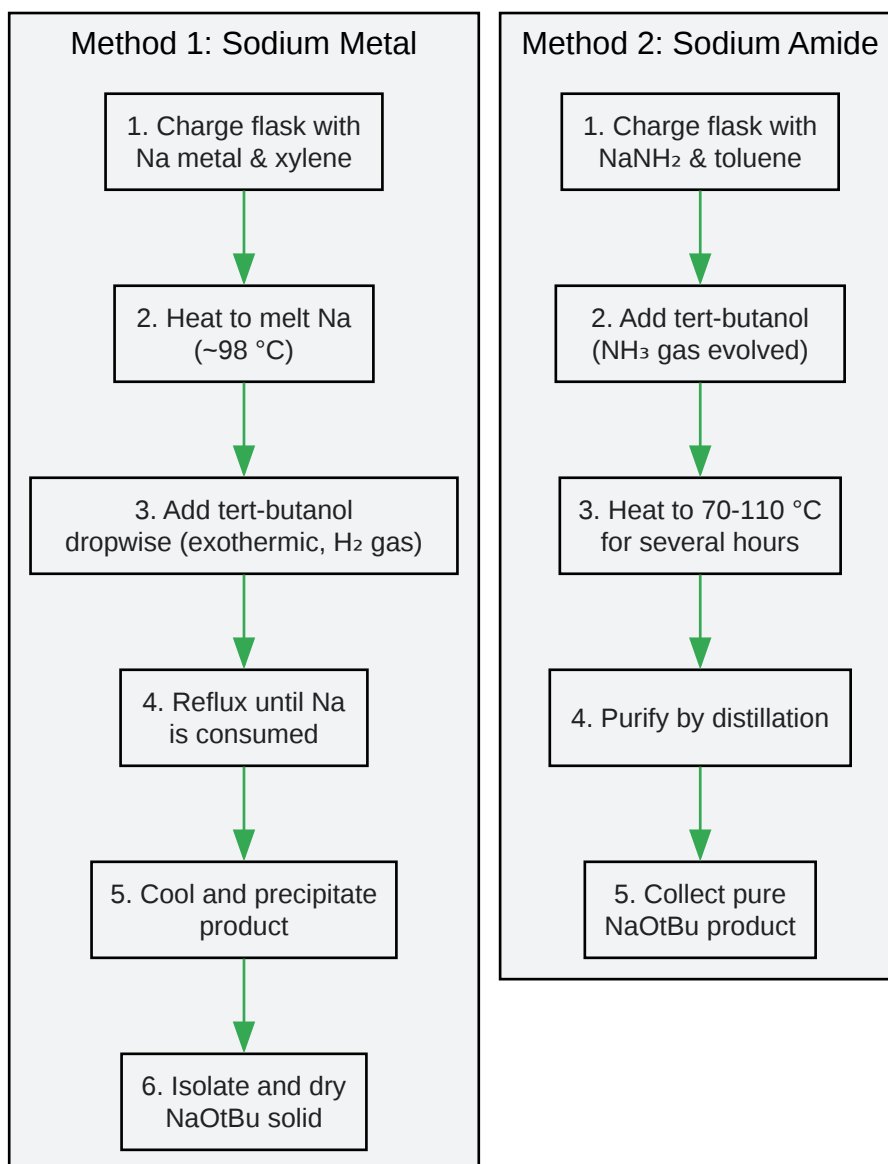 Method 1: Sodium Metal
1. Charge flask with
Na metal & xylene
2. Heat to melt Na
(~98 °C)
3. Add tert-butanol
dropwise (exothermic, H₂ gas)
4. Reflux until Na
is consumed
5. Cool and precipitate
product
6. Isolate and dry
NaOtBu solid
Method 2: Sodium Amide
1. Charge flask with
NaNH₂ & toluene
2. Add tert-butanol
(NH₃ gas evolved)
3. Heat to 70-110 °C
for several hours
4. Purify by distillation
5. Collect pure
NaOtBu product